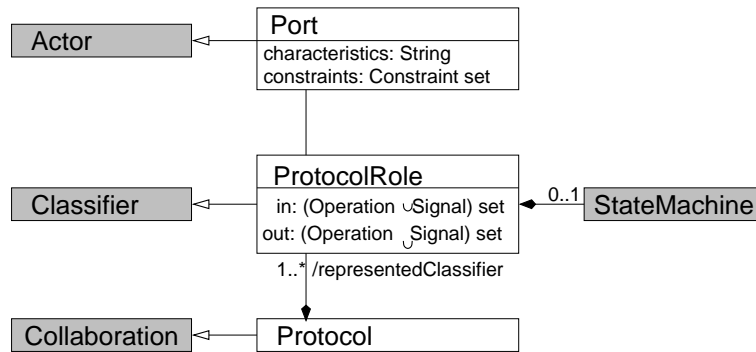 Port
Actor
characteristics: String
constraints: Constraint set
ProtocolRole
Classifier
in: (Operation ∪Signal) set
out: (Operation ∪Signal) set
0..1
StateMachine
1..* /representedClassifier
Collaboration
Protocol